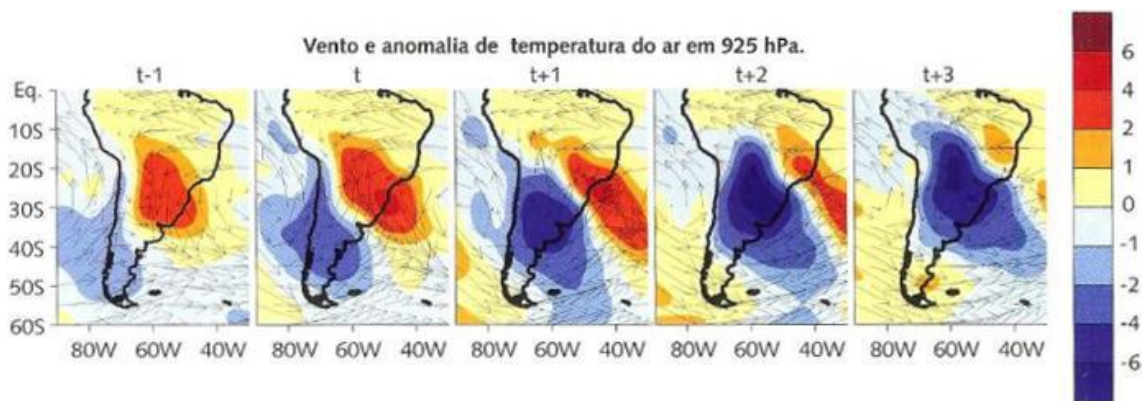 Vento e anomalia de temperatura do ar em 925 hPa.
t-1 t t+1 t+2 t+3
Eq.
10S
20S
30S
40S
50S
60S
80W 60W 40W 80W 60W 40W 80W 60W 40W 80W 60W 40W 80W 60W 40W
6
4
2
1
0
-1
-2
-4
-6